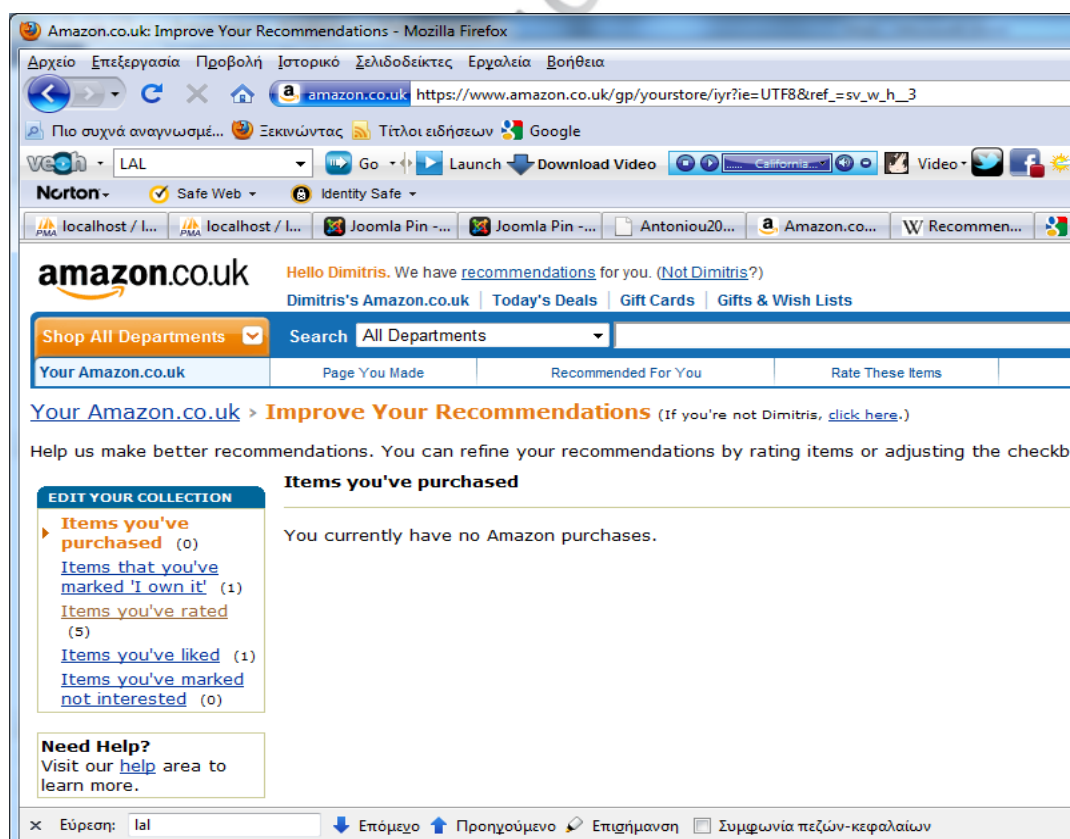 Amazon.co.uk: Improve Your Recommendations - Mozilla Firefox
Αρχείο Επεξεργασία Προβολή Ιστορικό Σελιδοδείκτες Εργαλεία Βοήθεια
amazon.co.uk https://www.amazon.co.uk/gp/yourstore/iyr?ie=UTF8&ref_=sv_w_h__3
Πιο συχνά αναγνωσμέ... Ξεκινώντας Τίτλοι ειδήσεων Google
veoh LAL Go Launch Download Video California... Video
Norton Safe Web Identity Safe
localhost / l... localhost / l... Joomla Pin -... Joomla Pin -... Antoniou20... Amazon.co... Recommen...
amazon.co.uk Hello Dimitris. We have recommendations for you. (Not Dimitris?)
Dimitris's Amazon.co.uk Today's Deals Gift Cards Gifts & Wish Lists
Shop All Departments Search All Departments
Your Amazon.co.uk Page You Made Recommended For You Rate These Items
Your Amazon.co.uk > Improve Your Recommendations (If you're not Dimitris, click here.)
Help us make better recommendations. You can refine your recommendations by rating items or adjusting the checkb
EDIT YOUR COLLECTION
Items you've
purchased (0)
Items that you've
marked 'I own it' (1)
Items you've rated
(5)
Items you've liked (1)
Items you've marked
not interested (0)
Need Help?
Visit our help area to
learn more.
Items you've purchased
You currently have no Amazon purchases.
x Εύρεση: lal Επόμενο Προηγούμενο Επισήμανση Συμφωνία πεζών-κεφαλαίων